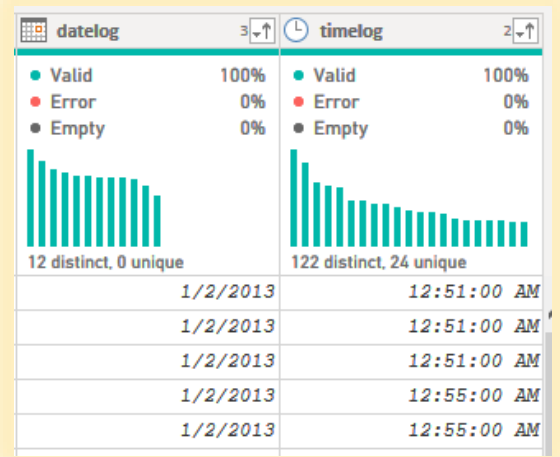 datelog 3 timelog 2
Valid 100% Valid 100%
Error 0% Error 0%
Empty 0% Empty 0%
12 distinct, 0 unique 122 distinct, 24 unique
1/2/2013 12:51:00 AM
1/2/2013 12:51:00 AM
1/2/2013 12:51:00 AM
1/2/2013 12:55:00 AM
1/2/2013 12:55:00 AM